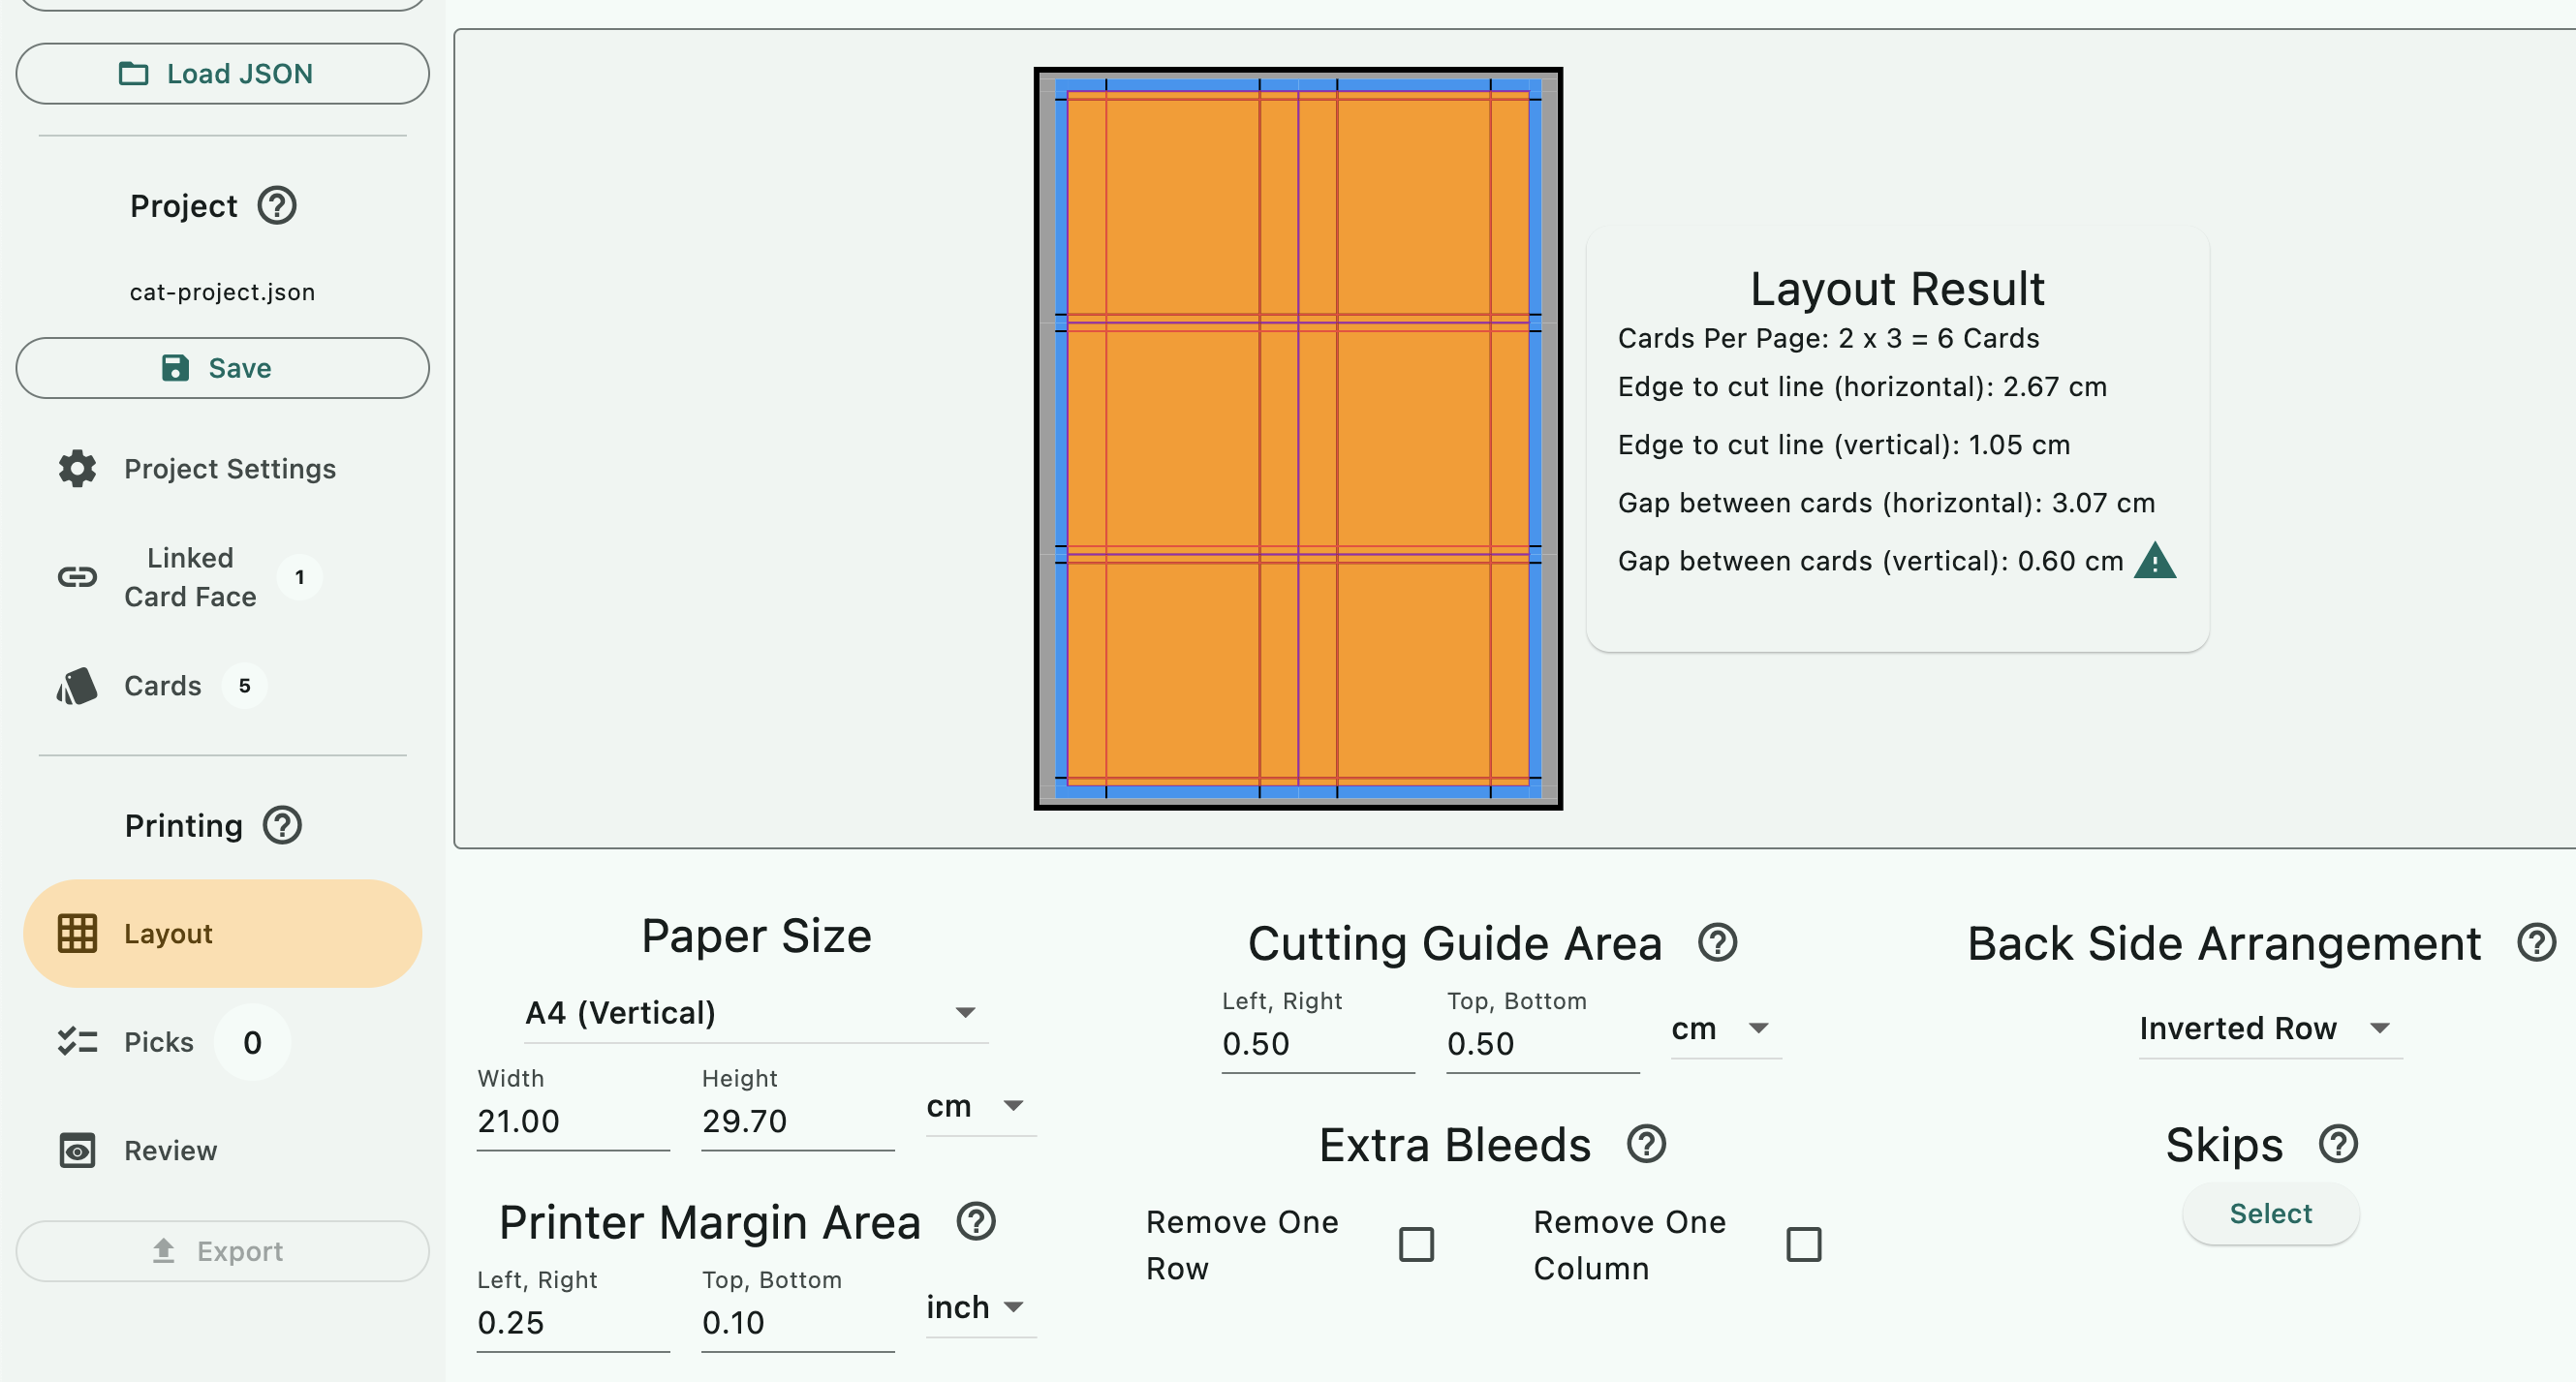 Load JSON
Project
cat-project.json
Save
Project Settings
Linked
Card Face
1
Cards
5
Printing
Layout
Picks
0
Review
Export
Layout Result
Cards Per Page: 2 x 3 = 6 Cards
Edge to cut line (horizontal): 2.67 cm
Edge to cut line (vertical): 1.05 cm
Gap between cards (horizontal): 3.07 cm
Gap between cards (vertical): 0.60 cm
Paper Size
A4 (Vertical)
Width
Height
21.00
29.70
cm
Printer Margin Area
Left, Right
Top, Bottom
0.25
0.10
inch
Cutting Guide Area
Left, Right
Top, Bottom
0.50
0.50
cm
Extra Bleeds
Remove One
Row
Remove One
Column
Back Side Arrangement
Inverted Row
Skips
Select